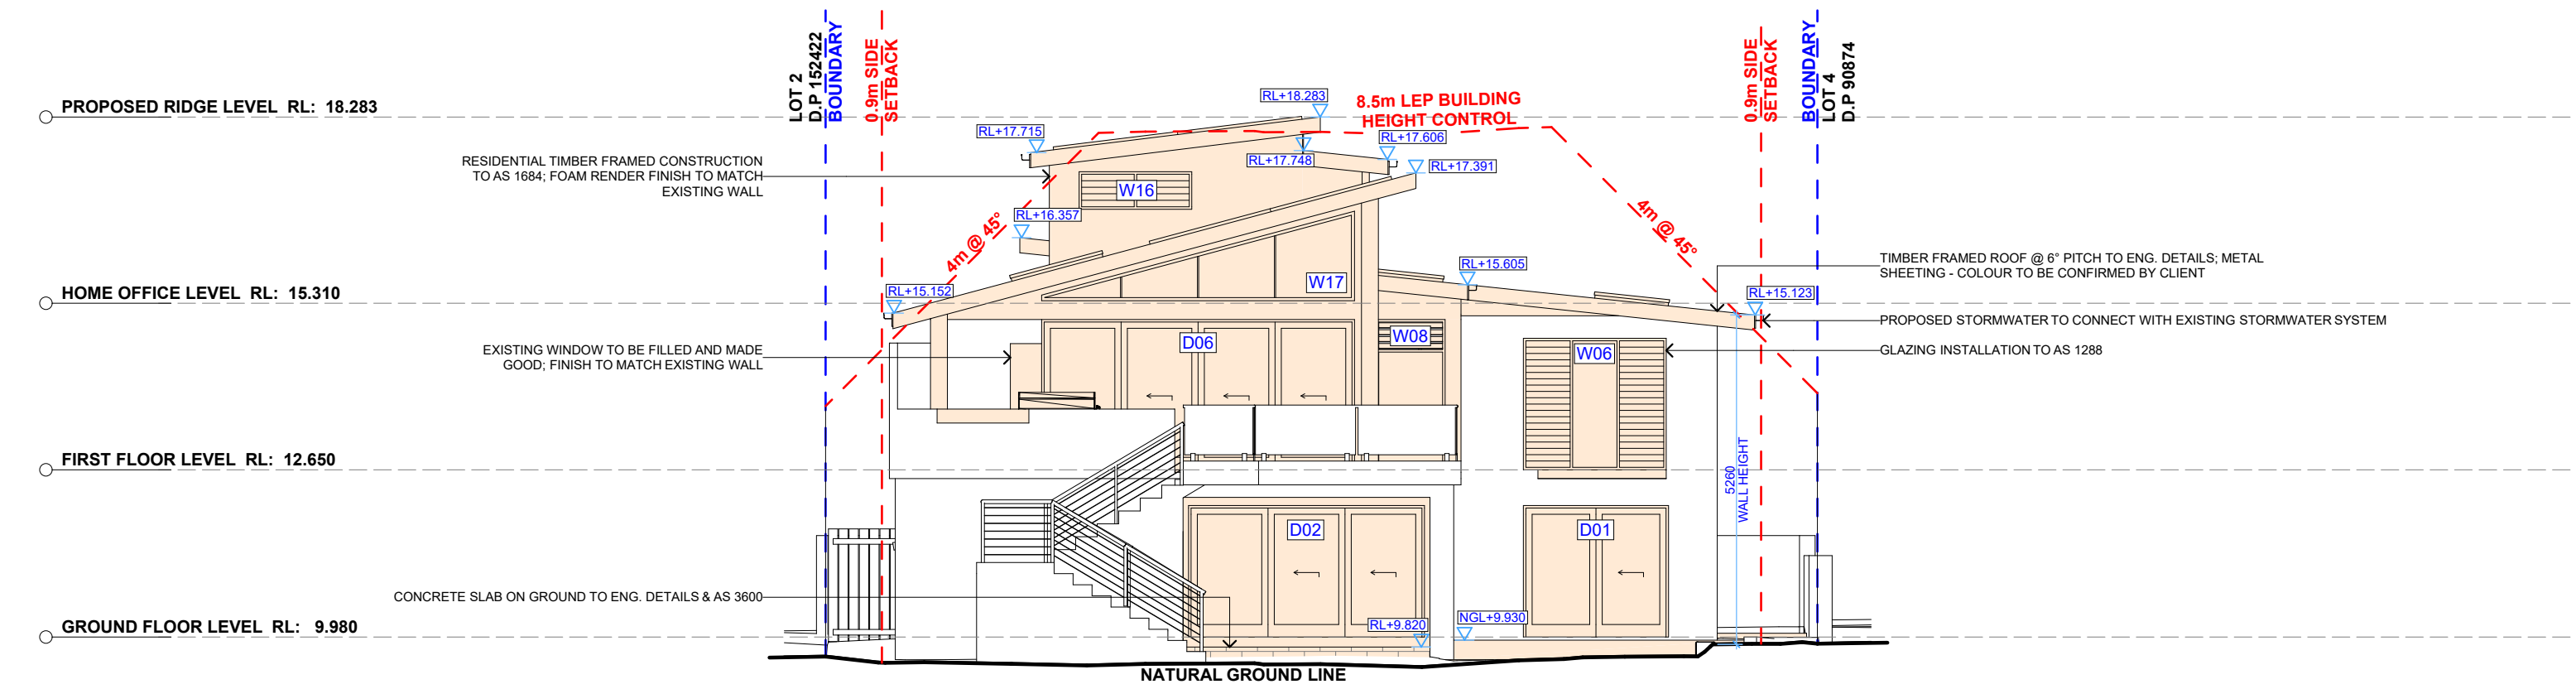 LOT 2
D.P 152422
BOUNDARY
0.9m SIDE
SETBACK
0.9m SIDE
SETBACK
BOUNDARY
LOT 4
D.P 90874
PROPOSED RIDGE LEVEL RL: 18.283
RL+18.283
8.5m LEP BUILDING
HEIGHT CONTROL
RL+17.715
RL+17.606
RL+17.748
RL+17.391
RESIDENTIAL TIMBER FRAMED CONSTRUCTION
TO AS 1684; FOAM RENDER FINISH TO MATCH
EXISTING WALL
W16
RL+16.357
4m @ 45°
4m @ 45°
TIMBER FRAMED ROOF @ 6° PITCH TO ENG. DETAILS; METAL
SHEETING - COLOUR TO BE CONFIRMED BY CLIENT
RL+15.605
W17
HOME OFFICE LEVEL RL: 15.310
RL+15.152
RL+15.123
PROPOSED STORMWATER TO CONNECT WITH EXISTING STORMWATER SYSTEM
EXISTING WINDOW TO BE FILLED AND MADE
GOOD; FINISH TO MATCH EXISTING WALL
D06
W08
W06
GLAZING INSTALLATION TO AS 1288
FIRST FLOOR LEVEL RL: 12.650
5260
WALL HEIGHT
D02
D01
CONCRETE SLAB ON GROUND TO ENG. DETAILS & AS 3600
GROUND FLOOR LEVEL RL: 9.980
RL+9.820
NGL+9.930
NATURAL GROUND LINE